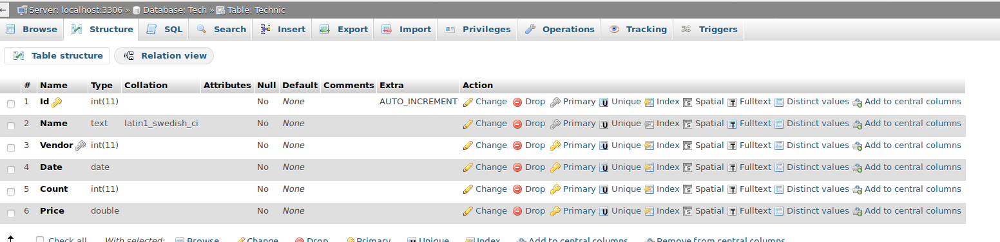 Server: localhost:3306 » Database: Tech » Table: Technic
Browse Structure SQL Search Insert Export Import Privileges Operations Tracking Triggers
Table structure Relation view
# Name Type Collation Attributes Null Default Comments Extra Action
1 Id int(11) No None AUTO_INCREMENT Change Drop Primary Unique Index Spatial Fulltext Distinct values Add to central columns
2 Name text latin1_swedish_ci No None Change Drop Primary Unique Index Spatial Fulltext Distinct values Add to central columns
3 Vendor int(11) No None Change Drop Primary Unique Index Spatial Fulltext Distinct values Add to central columns
4 Date date No None Change Drop Primary Unique Index Spatial Fulltext Distinct values Add to central columns
5 Count int(11) No None Change Drop Primary Unique Index Spatial Fulltext Distinct values Add to central columns
6 Price double No None Change Drop Primary Unique Index Spatial Fulltext Distinct values Add to central columns
Check all With selected: Browse Change Drop Primary Unique Index Add to central columns Remove from central columns